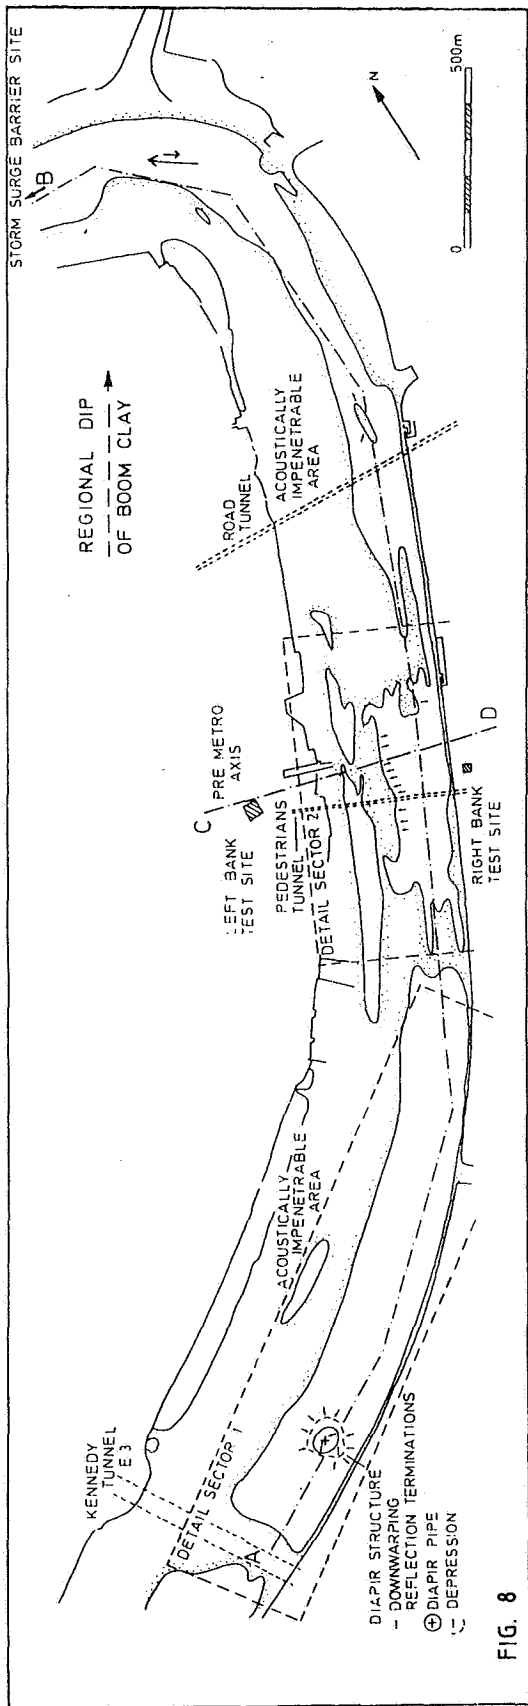 STORM SURGE BARRIER SITE
B
N
500m
0
REGIONAL DIP
OF BOOM CLAY
ROAD
TUNNEL
ACOUSTICALLY
IMPENETRABLE
AREA
C
PRE METRO
AXIS
LEFT BANK
TEST SITE
PEDESTRIANS
TUNNEL
DETAIL SECTOR 2
D
RIGHT BANK
TEST SITE
ACOUSTICALLY
IMPENETRABLE
AREA
KENNEDY
TUNNEL
E3
DETAIL SECTOR 1
A
DIAPIR STRUCTURE
- DOWNWARPING
REFLECTION TERMINATIONS
DIAPIR PIPE
DEPRESSION
FIG. 8